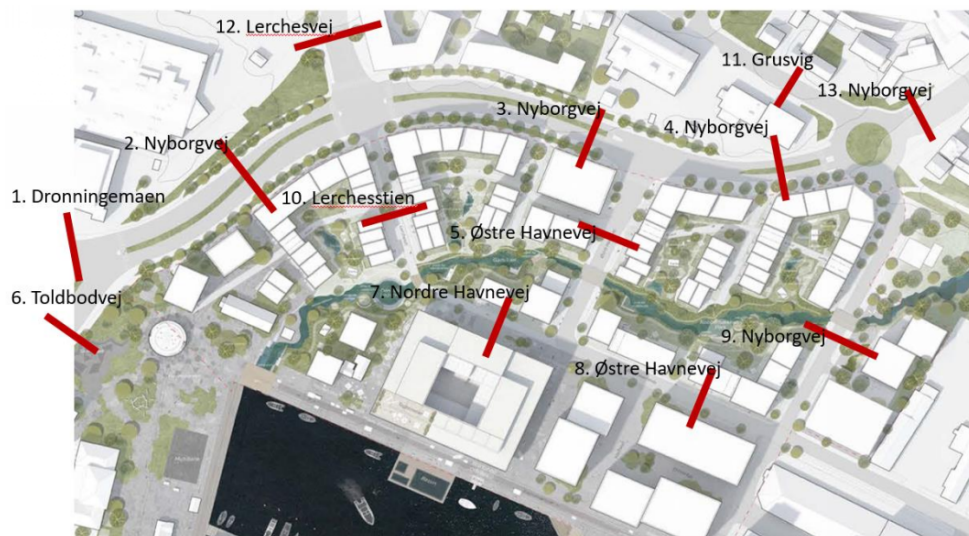 12. Lerchesvej
11. Grusvig
13. Nyborgvej
3. Nyborgvej
4. Nyborgvej
2. Nyborgvej
1. Dronningemaen
10. Lerchesstien
5. Østre Havnevej
6. Toldbodvej
7. Nordre Havnevej
9. Nyborgvej
8. Østre Havnevej